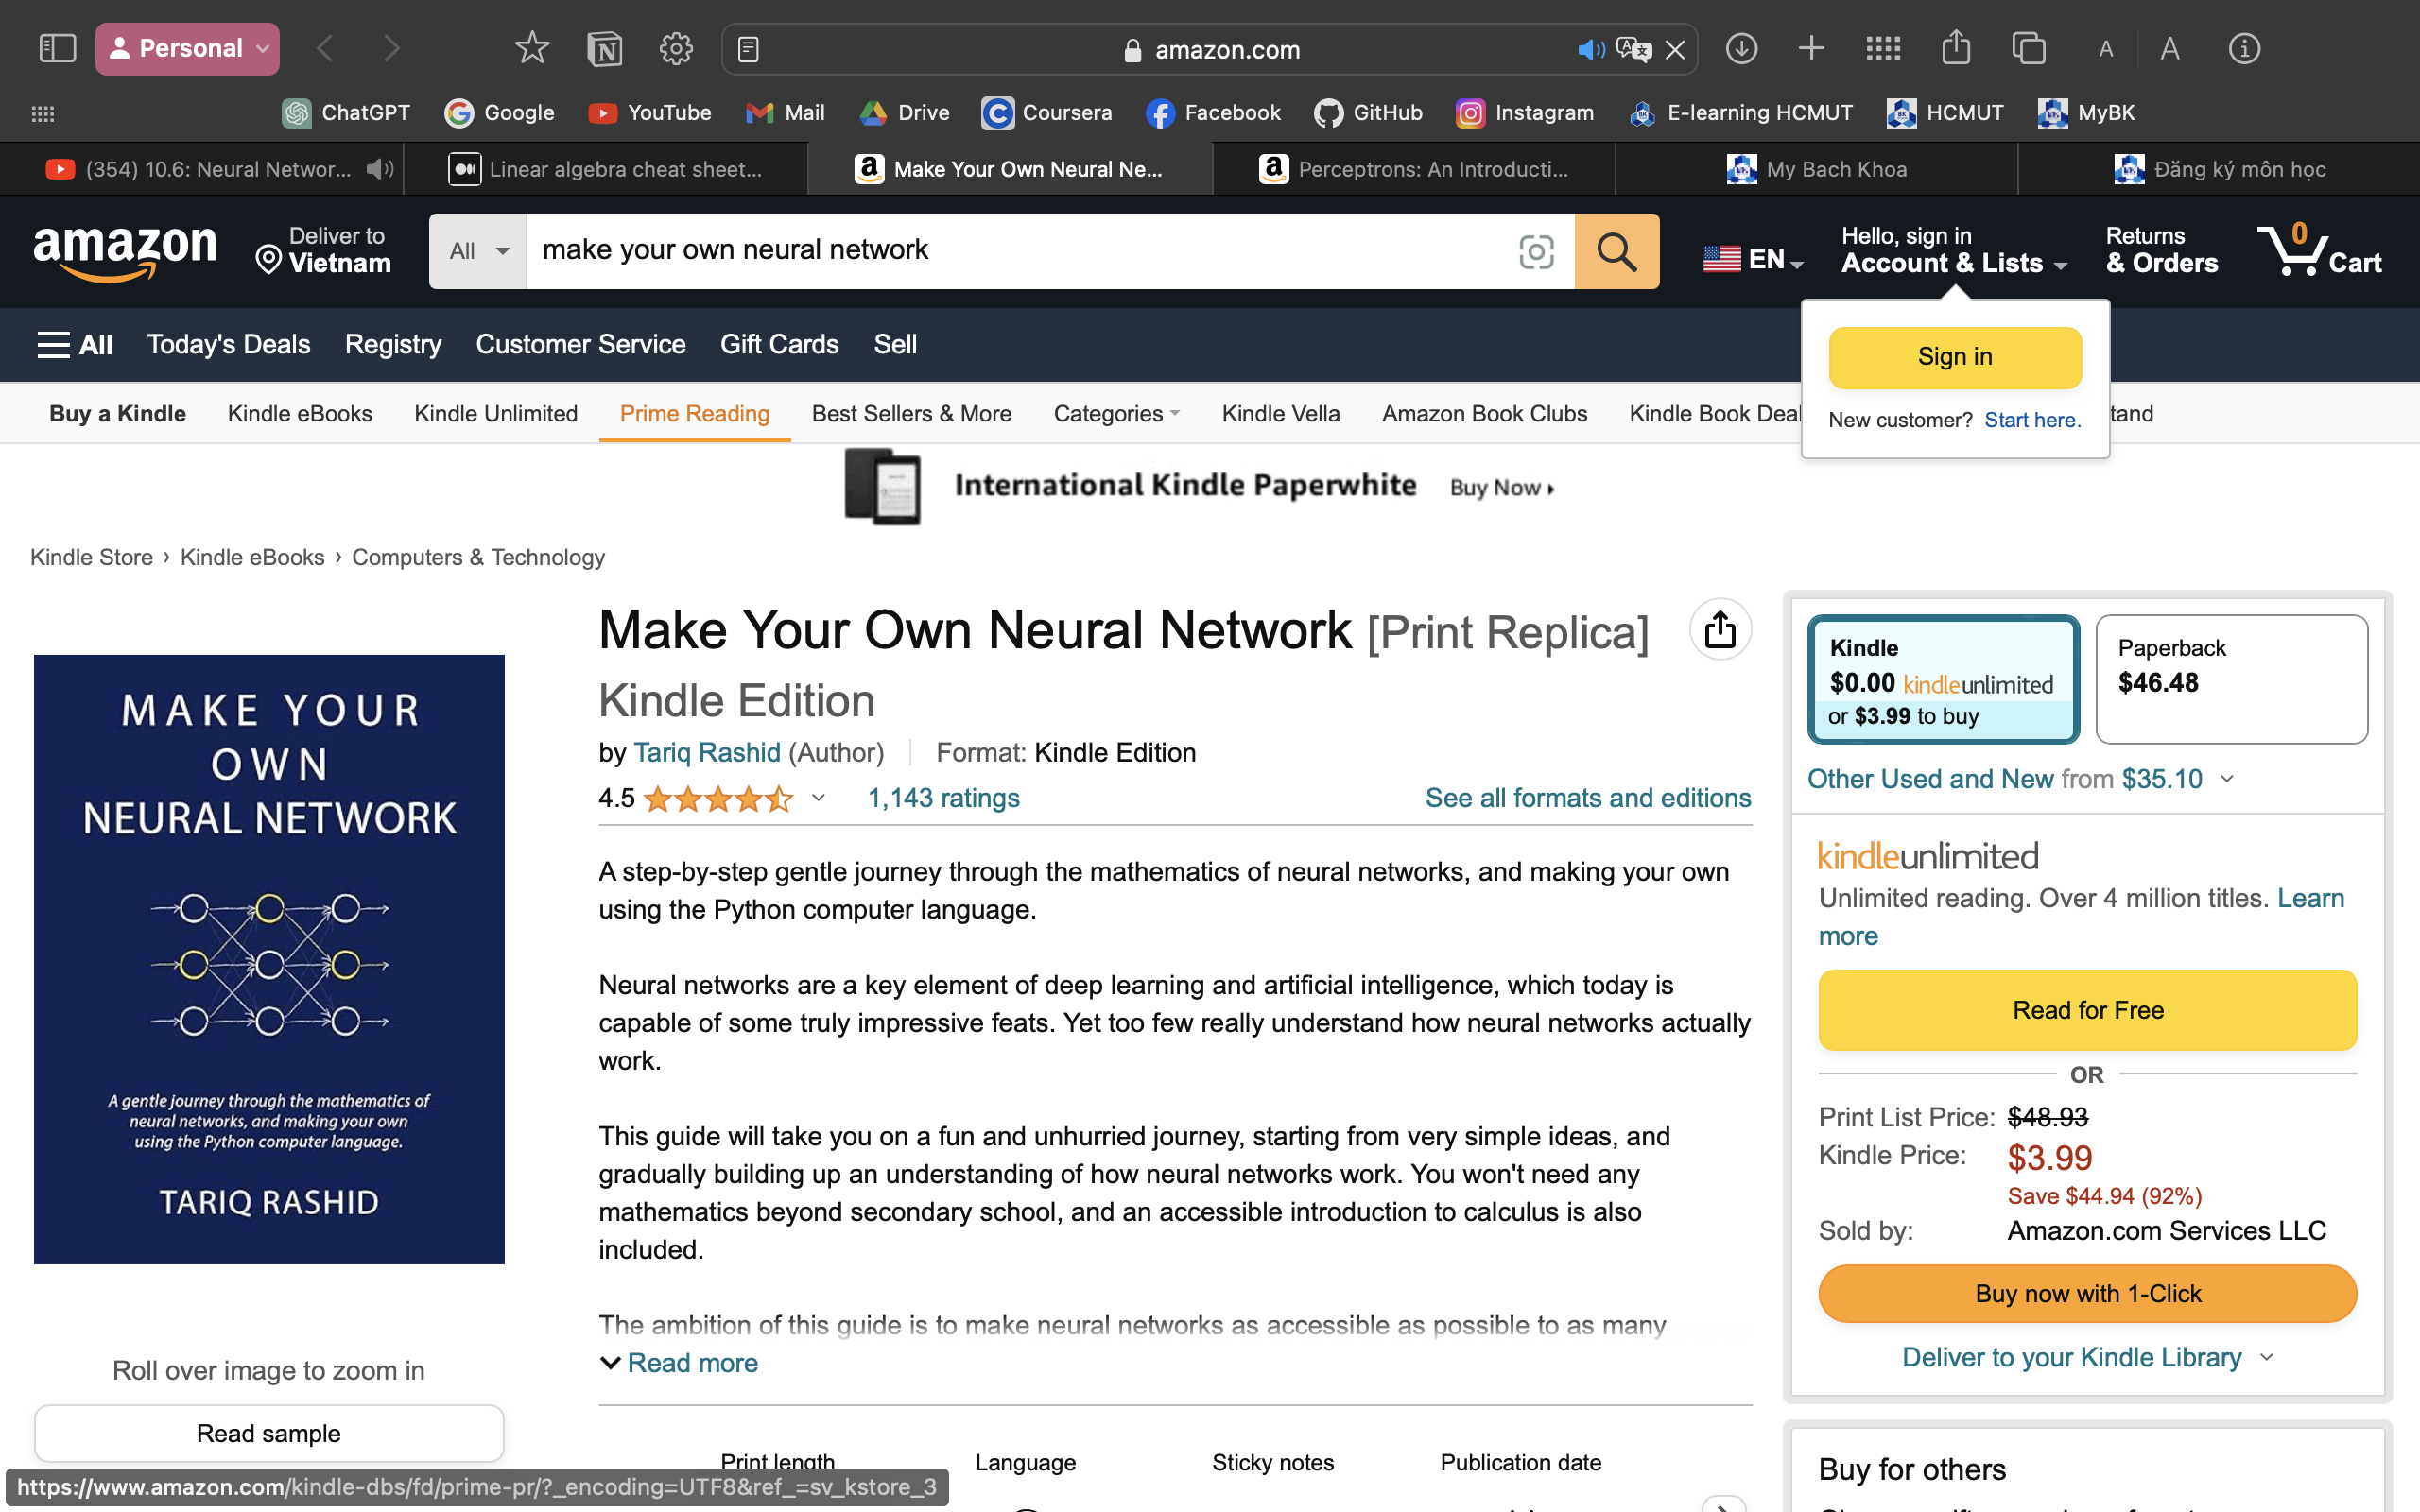 Personal
amazon.com
A A
ChatGPT Google YouTube Mail Drive Coursera Facebook GitHub Instagram E-learning HCMUT HCMUT MyBK
(354) 10.6: Neural Networ... Linear algebra cheat sheet... Make Your Own Neural Ne... Perceptrons: An Introducti... My Bach Khoa Đăng ký môn học
amazon
Deliver to
Vietnam
All make your own neural network
EN
Hello, sign in
Account & Lists
Returns
& Orders
0
Cart
All Today's Deals Registry Customer Service Gift Cards Sell
Sign in
New customer? Start here.
Buy a Kindle Kindle eBooks Kindle Unlimited Prime Reading Best Sellers & More Categories Kindle Vella Amazon Book Clubs Kindle Book Deal tand
International Kindle Paperwhite Buy Now
Kindle Store › Kindle eBooks › Computers & Technology
MAKE YOUR
OWN
NEURAL NETWORK
A gentle journey through the mathematics of
neural networks, and making your own
using the Python computer language.
TARIQ RASHID
Roll over image to zoom in
Read sample
Make Your Own Neural Network [Print Replica]
Kindle Edition
by Tariq Rashid (Author) Format: Kindle Edition
4.5 1,143 ratings See all formats and editions
A step-by-step gentle journey through the mathematics of neural networks, and making your own
using the Python computer language.
Neural networks are a key element of deep learning and artificial intelligence, which today is
capable of some truly impressive feats. Yet too few really understand how neural networks actually
work.
This guide will take you on a fun and unhurried journey, starting from very simple ideas, and
gradually building up an understanding of how neural networks work. You won't need any
mathematics beyond secondary school, and an accessible introduction to calculus is also
included.
The ambition of this guide is to make neural networks as accessible as possible to as many
Read more
Print length Language Sticky notes Publication date
Kindle
$0.00 kindleunlimited
or $3.99 to buy
Paperback
$46.48
Other Used and New from $35.10
kindleunlimited
Unlimited reading. Over 4 million titles. Learn
more
Read for Free
OR
Print List Price: $48.93
Kindle Price: $3.99
Save $44.94 (92%)
Sold by: Amazon.com Services LLC
Buy now with 1-Click
Deliver to your Kindle Library
Buy for others
https://www.amazon.com/kindle-dbs/fd/prime-pr/?_encoding=UTF8&ref_=sv_kstore_3